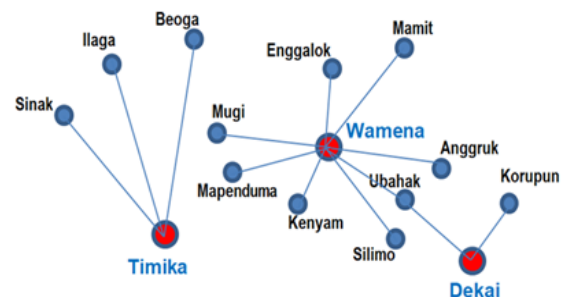 Beoga
Ilaga
Sinak
Timika
Enggalok
Mamit
Mugi
Wamena
Mapenduma
Kenyam
Ubahak
Anggruk
Silimo
Korupun
Dekai